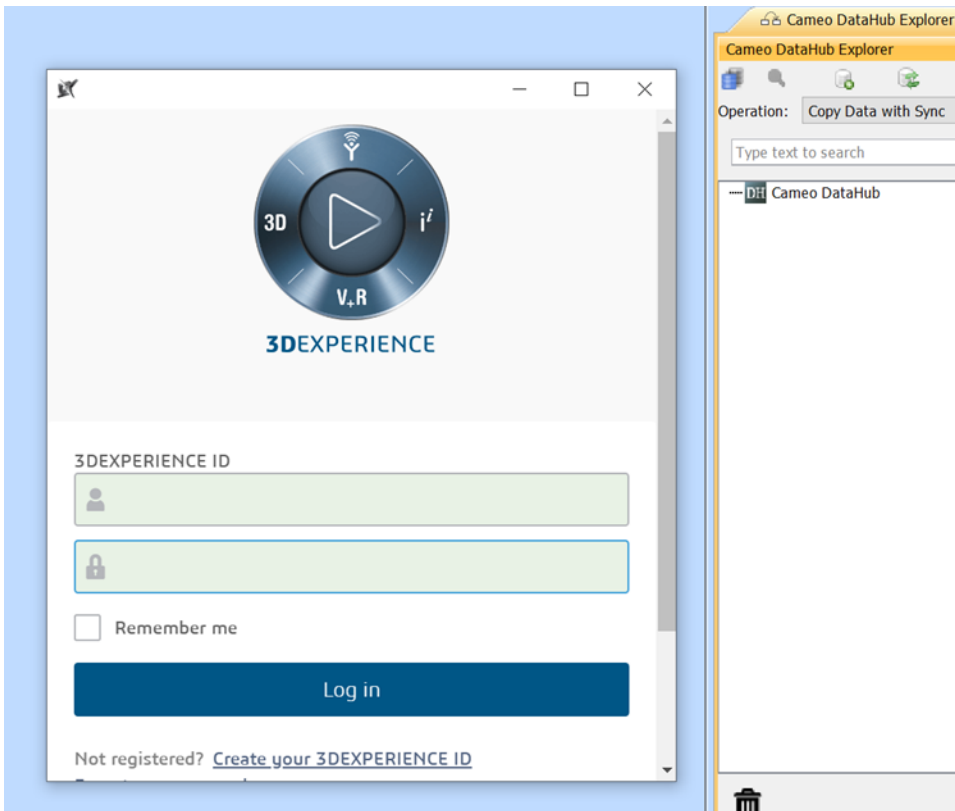 Cameo DataHub Explorer
Cameo DataHub Explorer
Operation: Copy Data with Sync
Type text to search
DH Cameo DataHub
3D
i i
V+R
3DEXPERIENCE
3DEXPERIENCE ID
Remember me
Log in
Not registered? Create your 3DEXPERIENCE ID